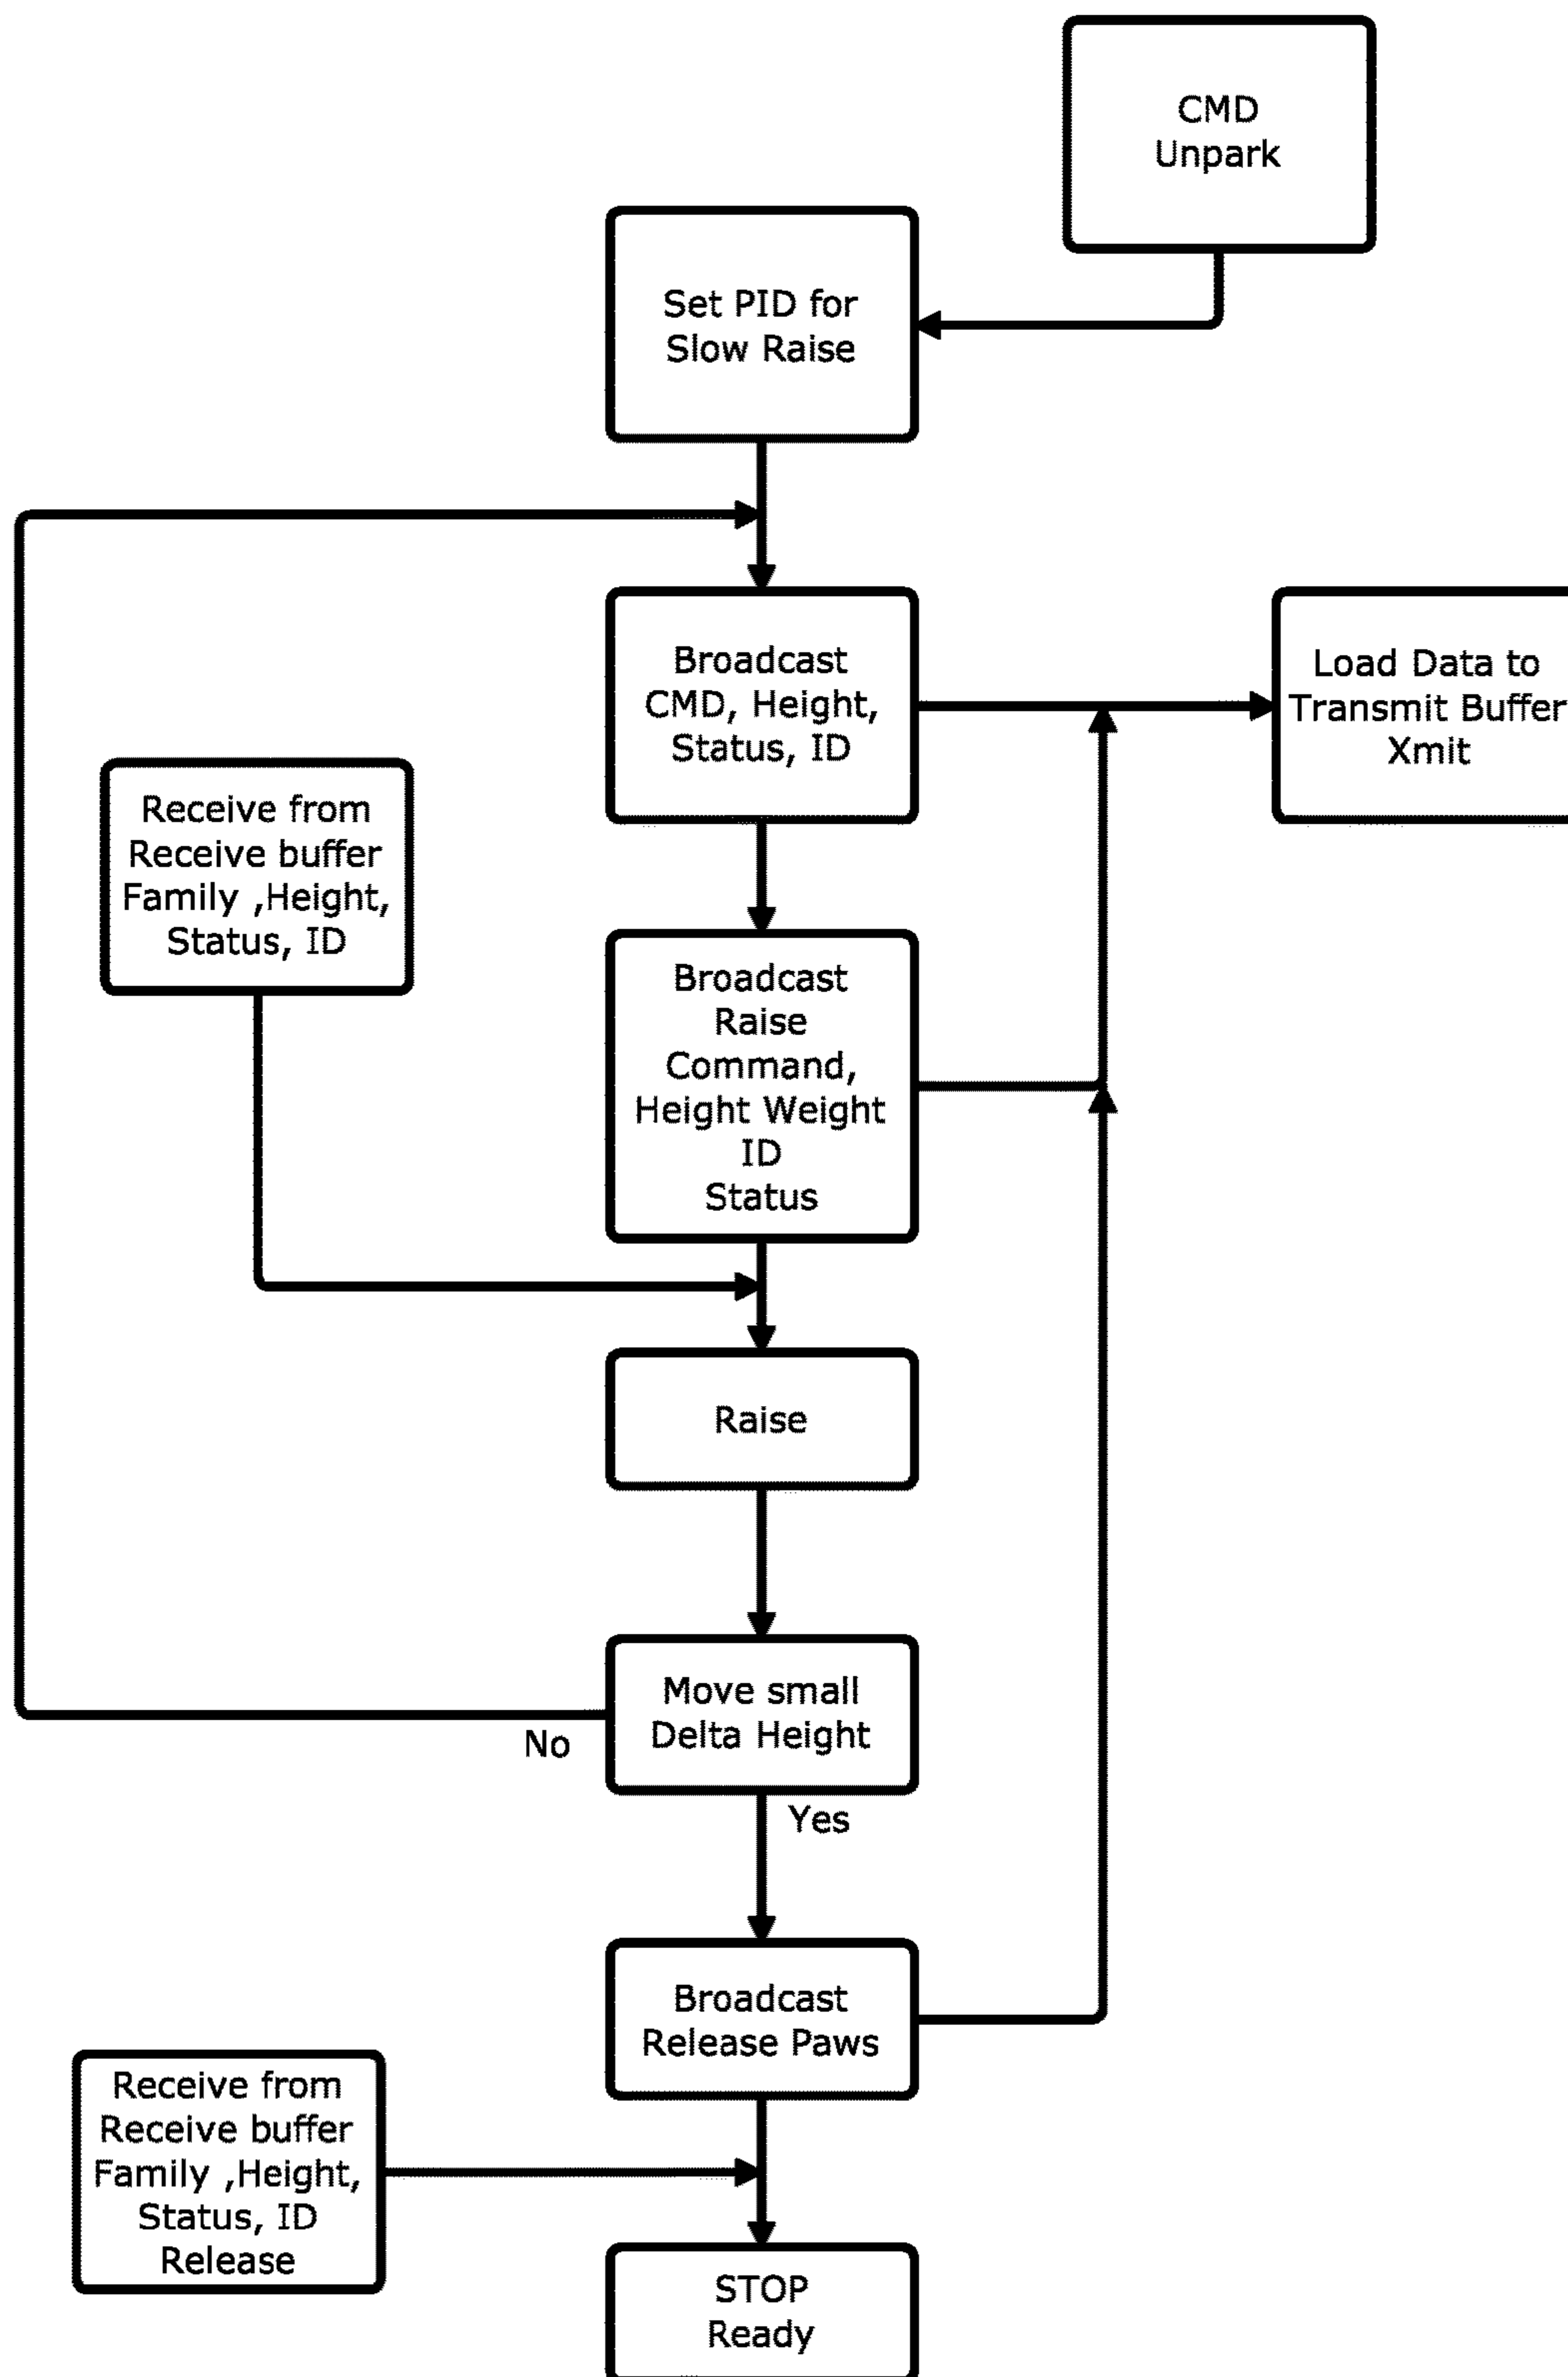 CMD
Unpark
Set PID for
Slow Raise
Broadcast
CMD, Height,
Status, ID
Load Data to
Transmit Buffer
Xmit
Receive from
Receive buffer
Family ,Height,
Status, ID
Broadcast
Raise
Command,
Height Weight
ID
Status
Raise
Move small
Delta Height
No
Yes
Broadcast
Release Paws
Receive from
Receive buffer
Family ,Height,
Status, ID
Release
STOP
Ready